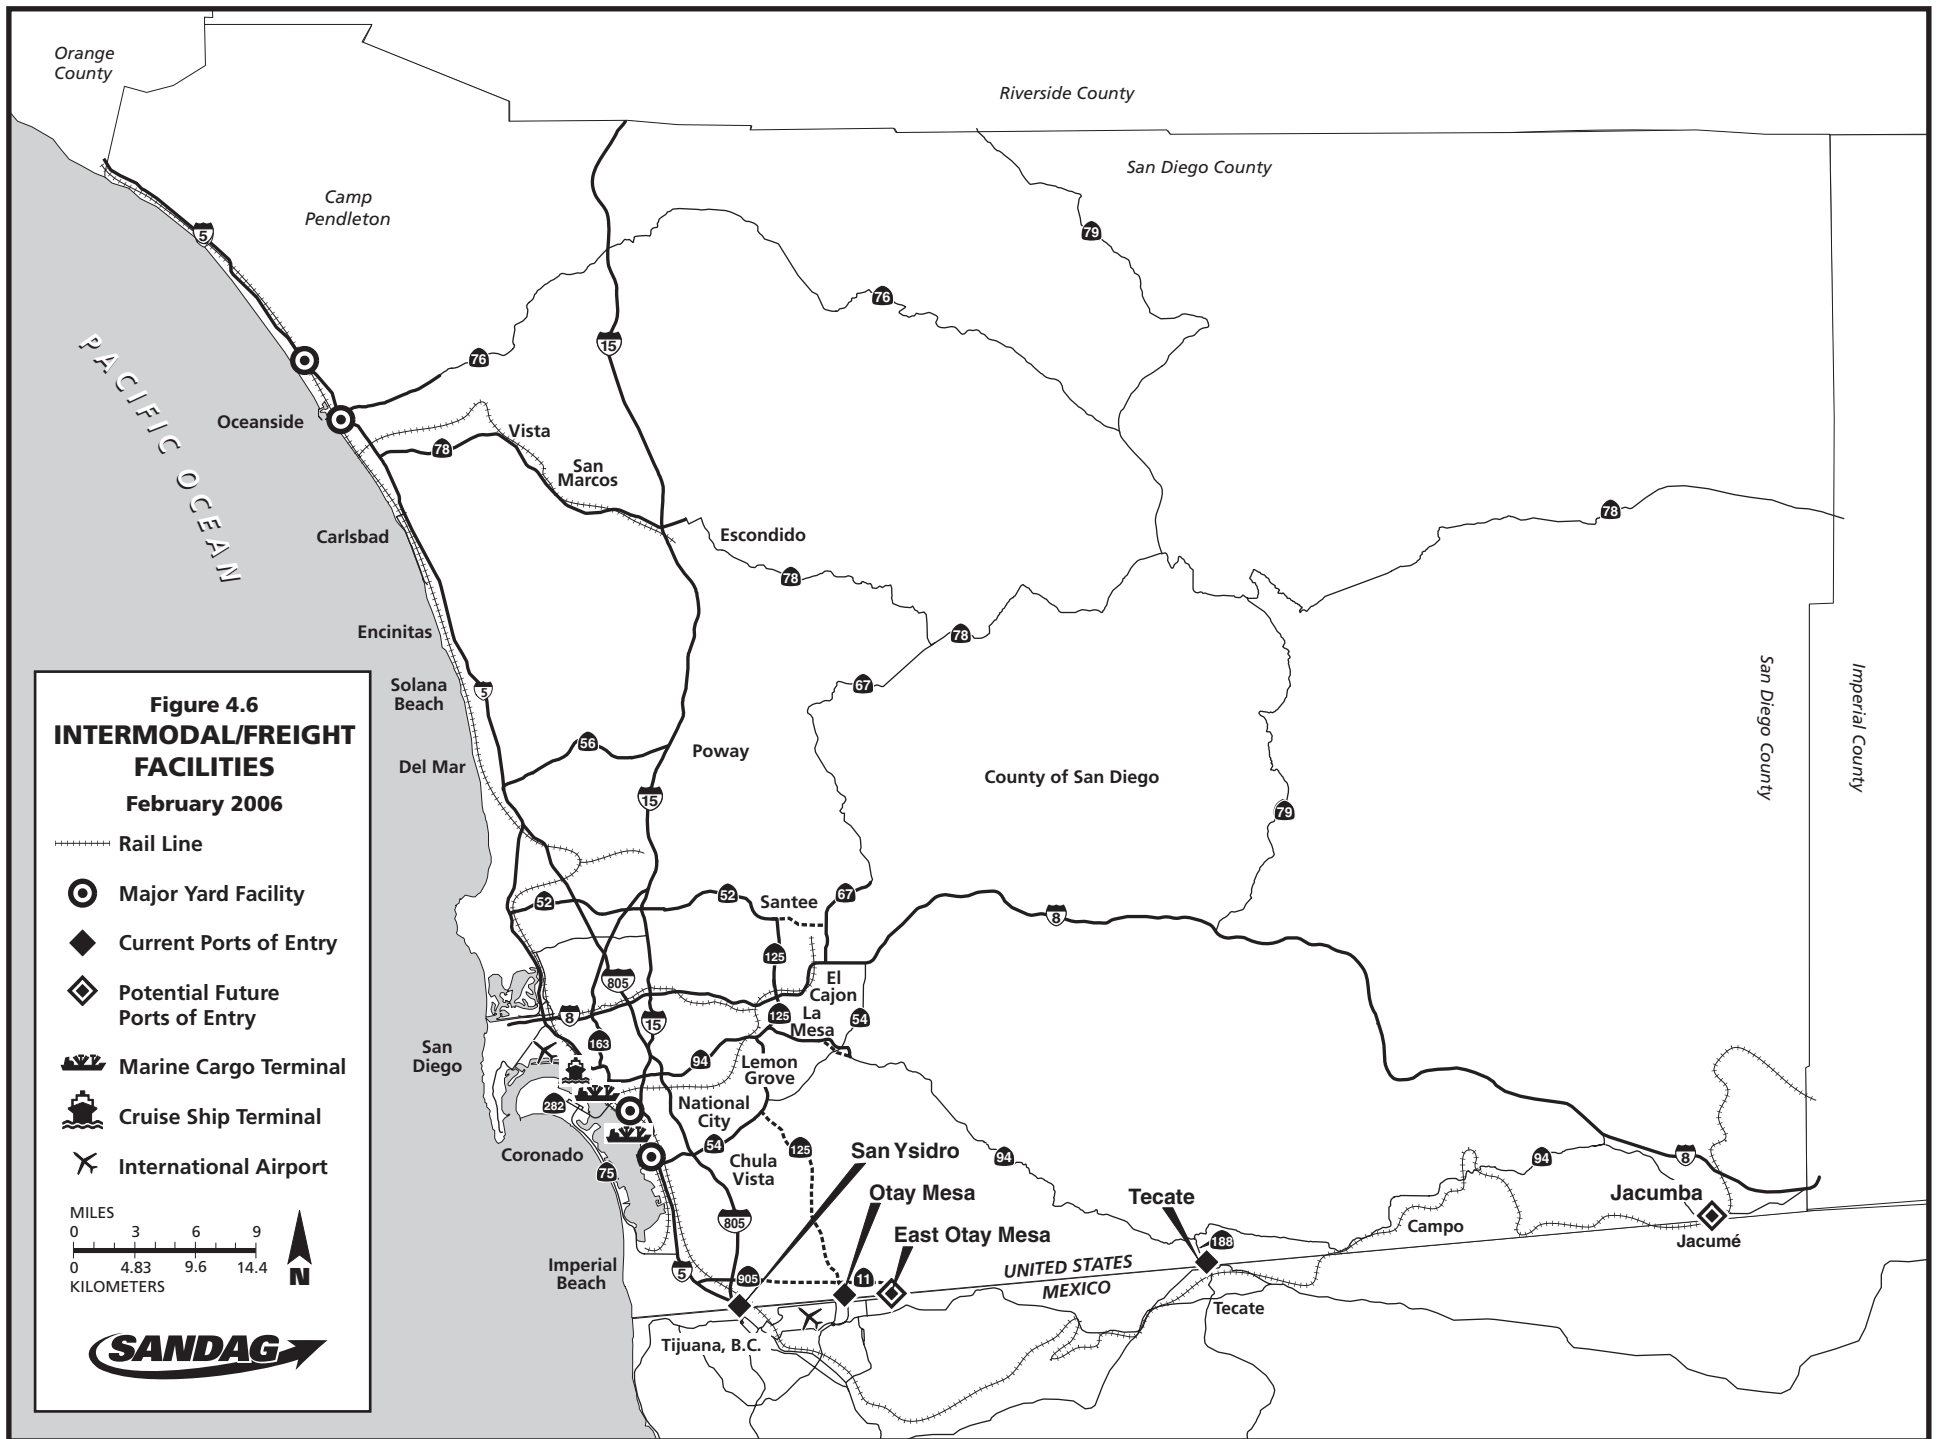 Orange
County
Riverside County
San Diego County
Camp
Pendleton
5
79
76
15
76
PACIFIC OCEAN
Oceanside
Vista
78
San
Marcos
78
Carlsbad
Escondido
78
Encinitas
78
Solana
Beach
5
67
San Diego County
Imperial County
56
Poway
Del Mar
County of San Diego
15
79
52
52
Santee
67
8
125
805
El
Cajon
8
15
125
La
Mesa
54
163
San
Diego
94
Lemon
Grove
282
National
City
Coronado
54
125
San Ysidro
75
Chula
Vista
94
94
8
Otay Mesa
Tecate
Jacumba
805
East Otay Mesa
Campo
188
Jacumé
Imperial
Beach
5
905
11
UNITED STATES
MEXICO
Tecate
Tijuana, B.C.
Figure 4.6
INTERMODAL/FREIGHT
FACILITIES
February 2006
Rail Line
Major Yard Facility
Current Ports of Entry
Potential Future
Ports of Entry
Marine Cargo Terminal
Cruise Ship Terminal
International Airport
MILES
0 3 6 9
0 4.83 9.6 14.4
KILOMETERS
N
SANDAG